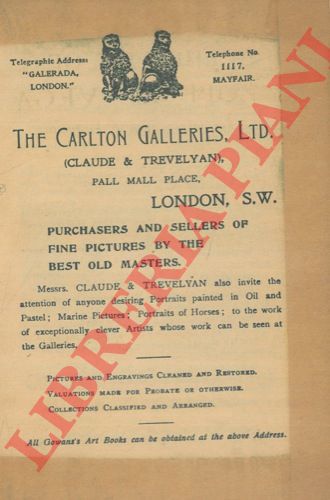 Telegraphic Address:
"GALERADA,
LONDON."
Telephone No.
1117,
MAYFAIR.
THE CARLTON GALLERIES, LTD.
(CLAUDE & TREVELYAN),
PALL MALL PLACE,
LONDON, S.W.
PURCHASERS AND SELLERS OF
FINE PICTURES BY THE
BEST OLD MASTERS.
Messrs. CLAUDE & TREVELYAN also invite the
attention of anyone desiring Portraits painted in Oil and
Pastel; Marine Pictures; Portraits of Horses; to the work
of exceptionally clever Artists whose work can be seen at
the Galleries.
PICTURES AND ENGRAVINGS CLEANED AND RESTORED.
VALUATIONS MADE FOR PROBATE OR OTHERWISE.
COLLECTIONS CLASSIFIED AND ARRANGED.
All Gowans's Art Books can be obtained at the above Address.
LIBRERIA PIANI